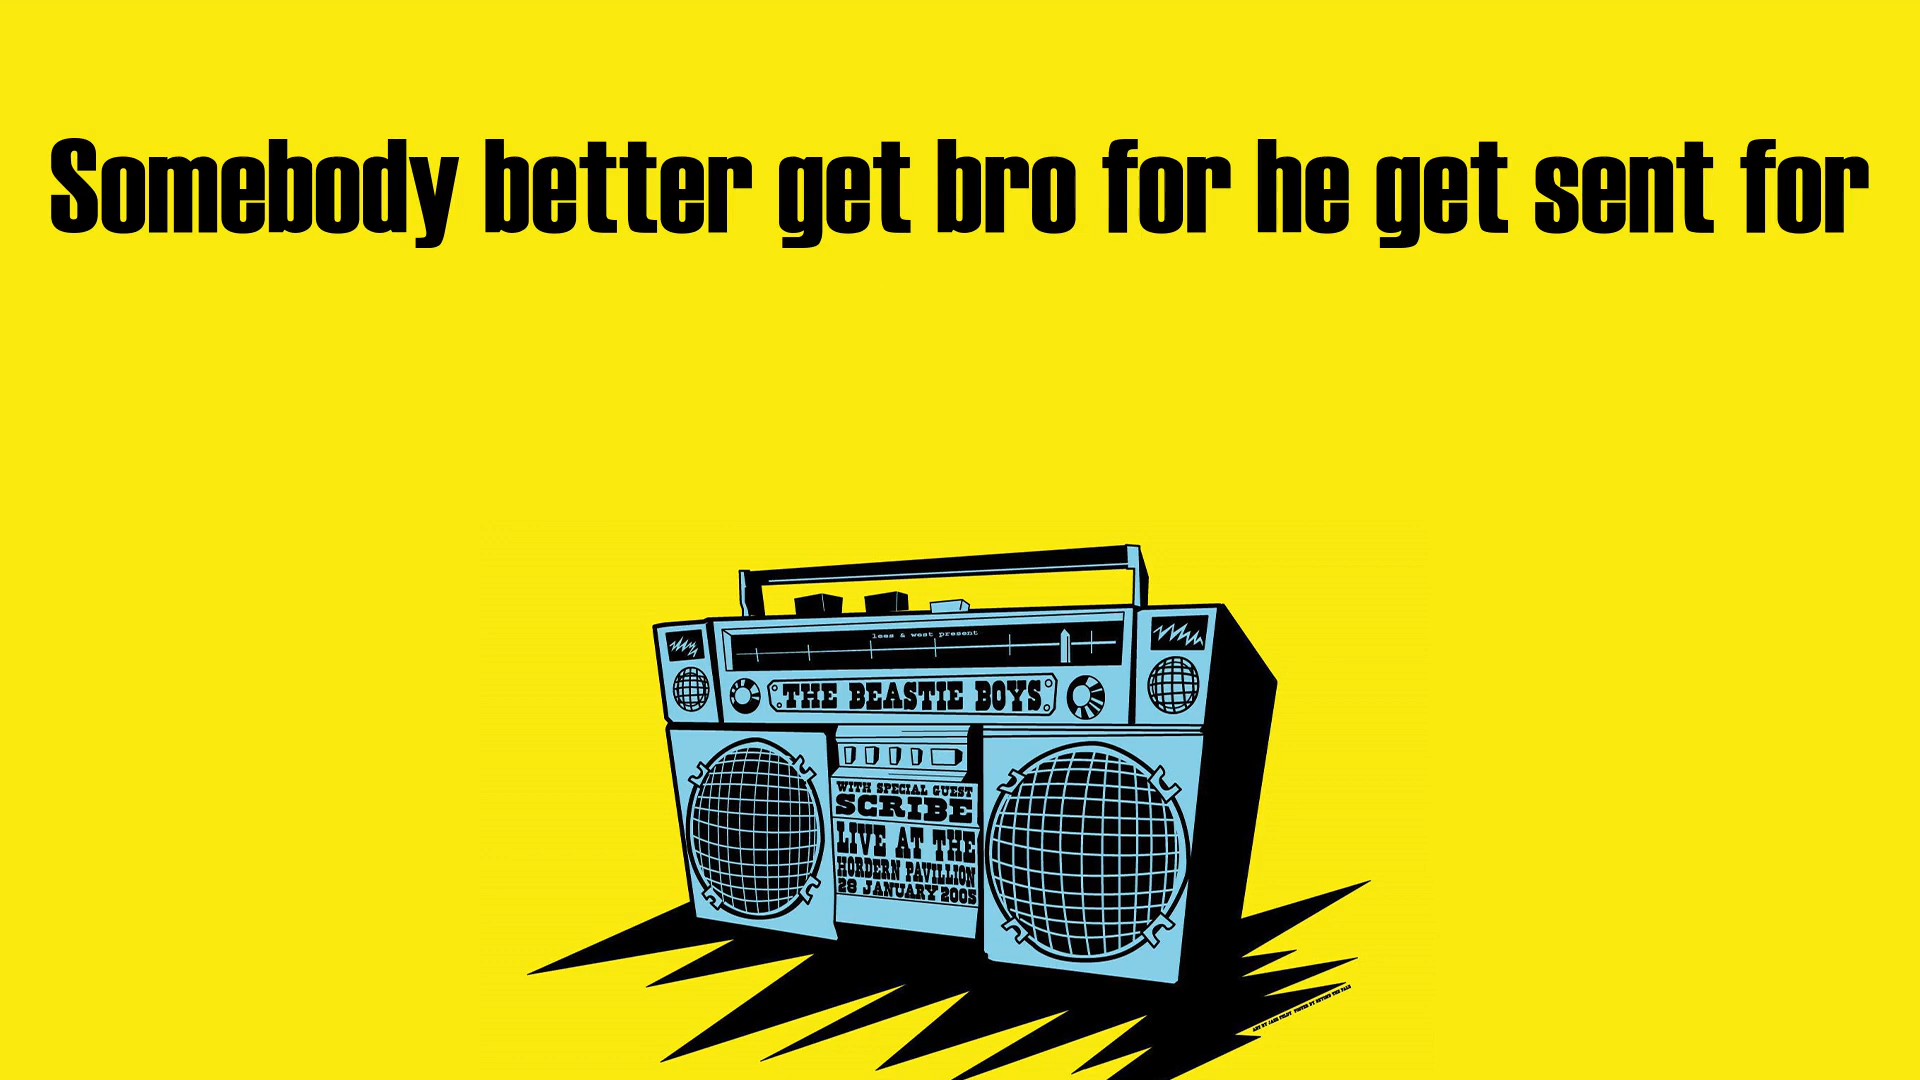 Somebody better get bro for he get sent for
lees & west present
THE BEASTIE BOYS
WITH SPECIAL GUEST
SCRIBE
LIVE AT THE
HORDERN PAVILLION
28 JANUARY 2005